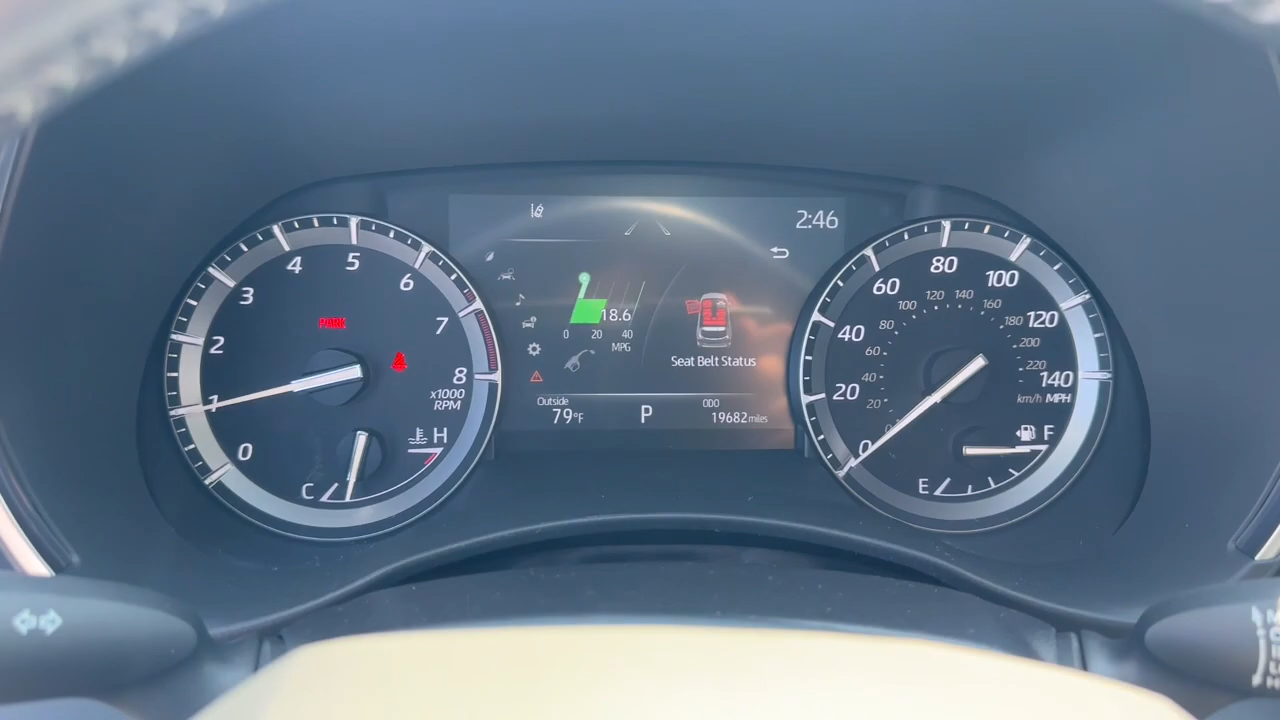 2:46
0
1
2
3
4
5
6
7
8
x1000
RPM
PARK
C
H
18.6
0 20 40
MPG
Seat Belt Status
Outside
79°F
P
ODO
19682 miles
0
20
40
60
80
100
120
140
20
40
60
80
100
120
140
160
180
200
220
km/h MPH
E
F